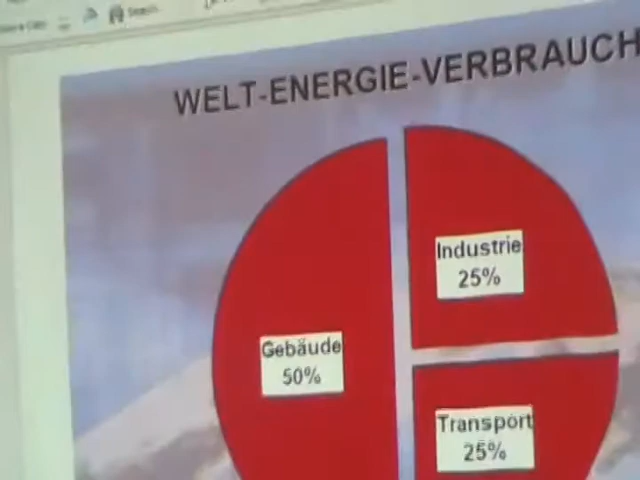 WELT-ENERGIE-VERBRAUCH
Industrie
25%
Gebäude
50%
Transport
25%